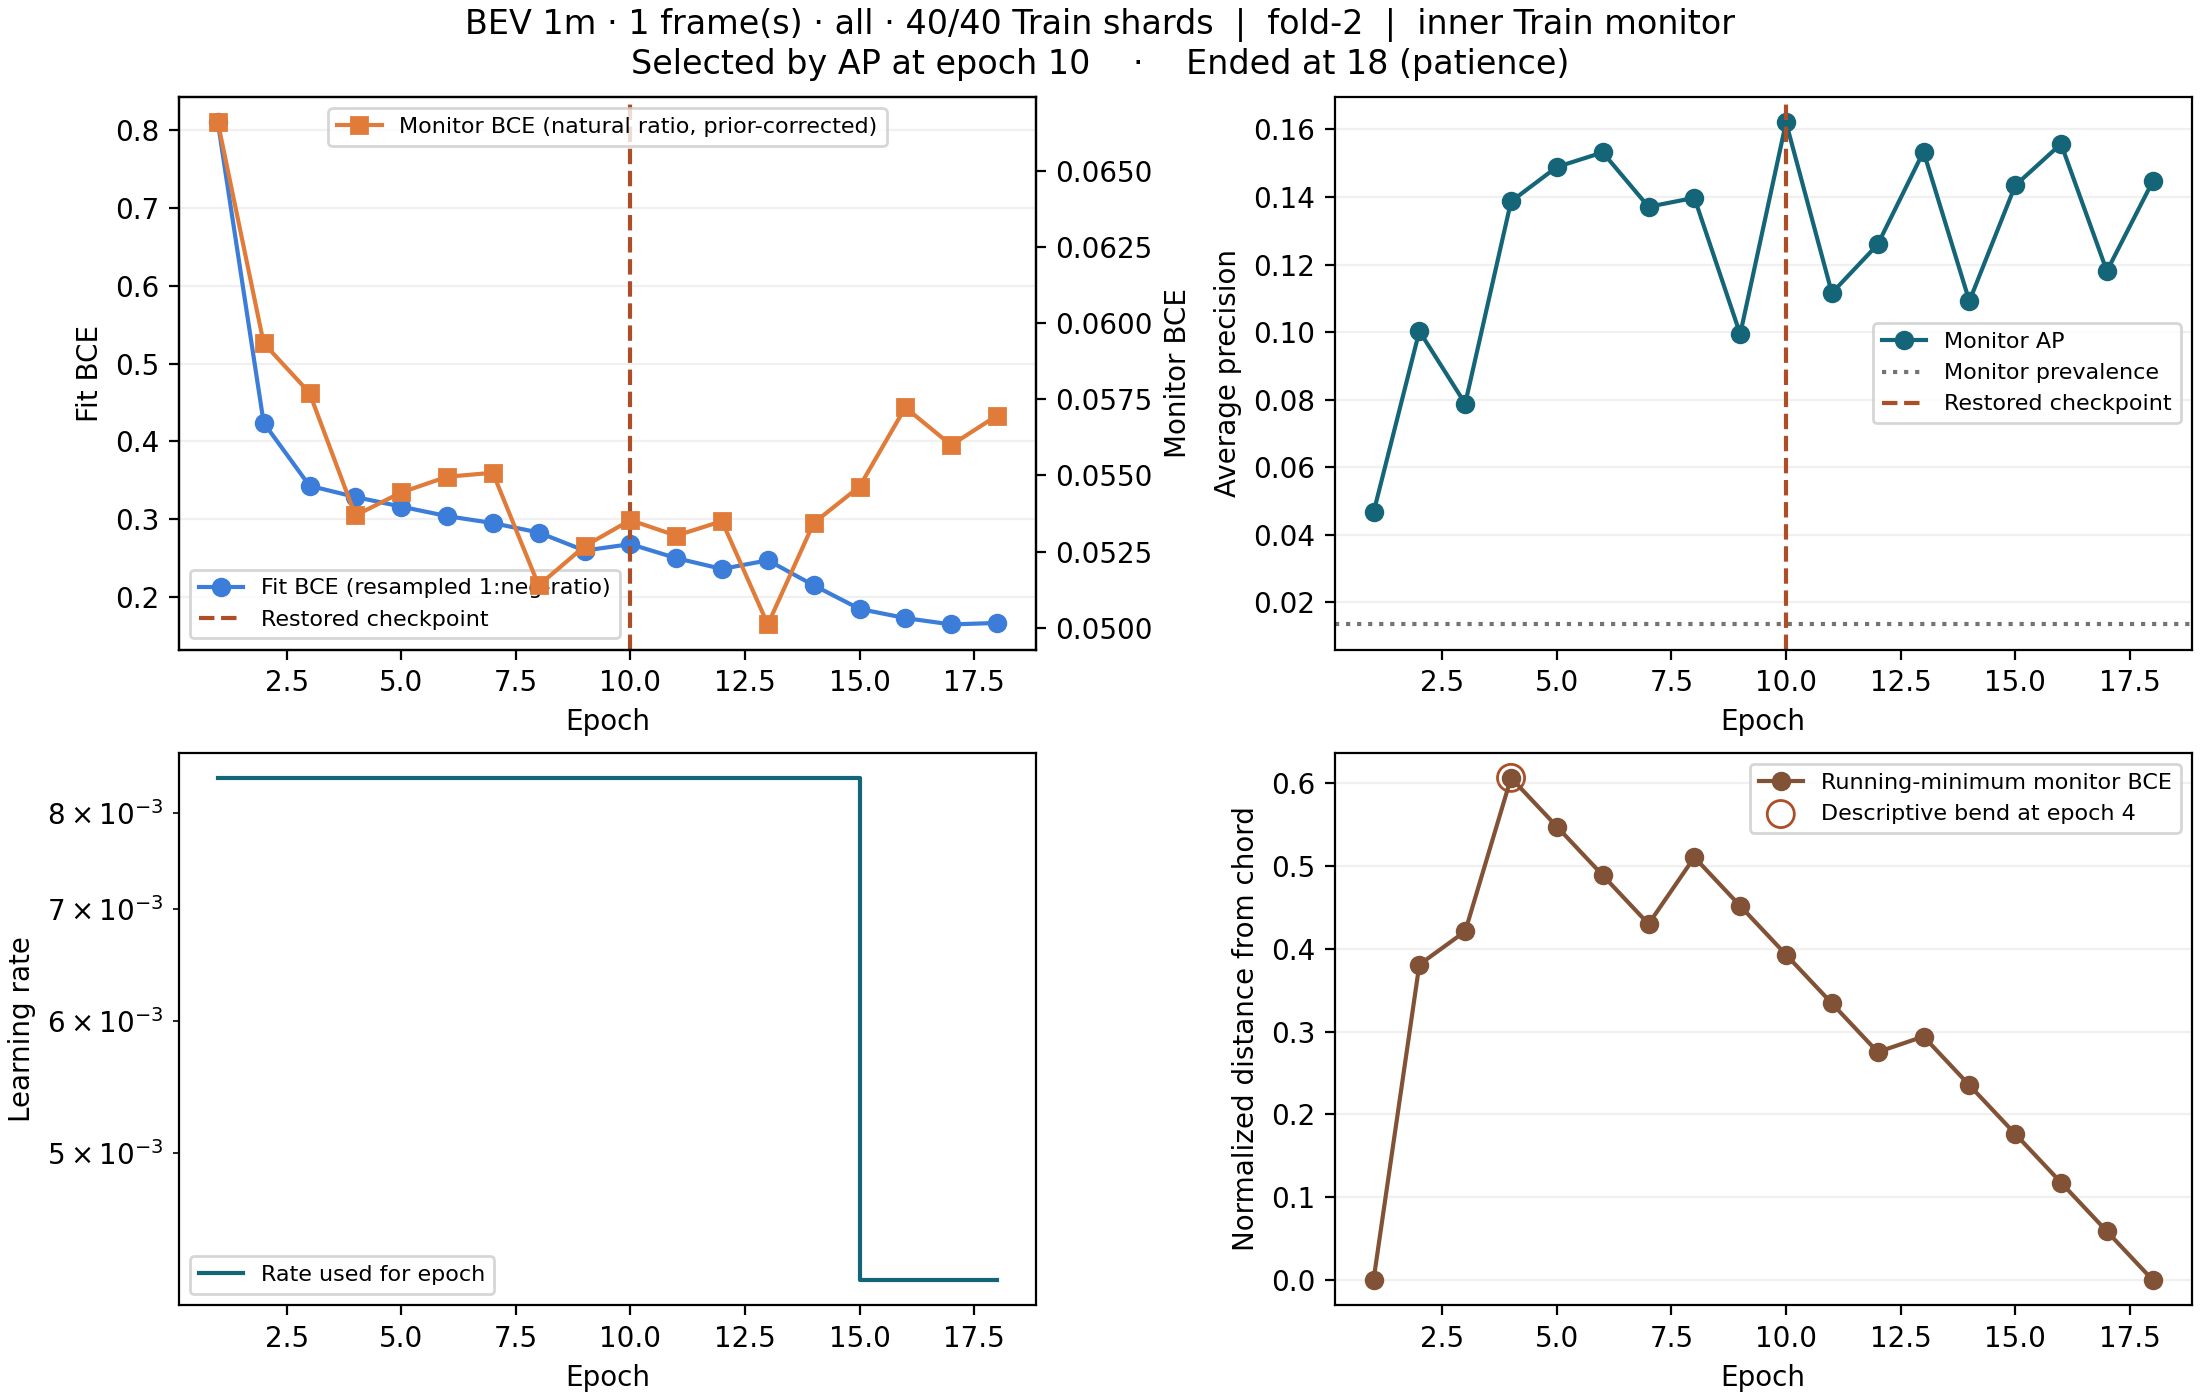 BEV 1m · 1 frame(s) · all · 40/40 Train shards | fold-2 | inner Train monitor
Selected by AP at epoch 10 · Ended at 18 (patience)
Monitor BCE (natural ratio, prior-corrected)
Fit BCE (resampled 1:neg ratio)
Restored checkpoint
0.8
0.7
0.6
0.5
0.4
0.3
0.2
Fit BCE
0.0650
0.0625
0.0600
0.0575
0.0550
0.0525
0.0500
Monitor BCE
2.5 5.0 7.5 10.0 12.5 15.0 17.5
Epoch
0.16
0.14
0.12
0.10
0.08
0.06
0.04
0.02
Average precision
Monitor AP
Monitor prevalence
Restored checkpoint
2.5 5.0 7.5 10.0 12.5 15.0 17.5
Epoch
8 × 10⁻³
7 × 10⁻³
6 × 10⁻³
5 × 10⁻³
Learning rate
Rate used for epoch
2.5 5.0 7.5 10.0 12.5 15.0 17.5
Epoch
0.6
0.5
0.4
0.3
0.2
0.1
0.0
Normalized distance from chord
Running-minimum monitor BCE
Descriptive bend at epoch 4
2.5 5.0 7.5 10.0 12.5 15.0 17.5
Epoch